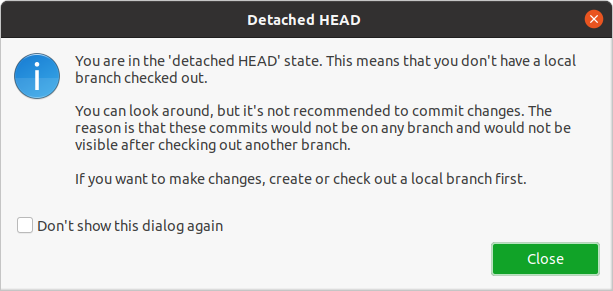 Detached HEAD
You are in the 'detached HEAD' state. This means that you don't have a local
branch checked out.
You can look around, but it's not recommended to commit changes. The
reason is that these commits would not be on any branch and would not be
visible after checking out another branch.
If you want to make changes, create or check out a local branch first.
Don't show this dialog again
Close